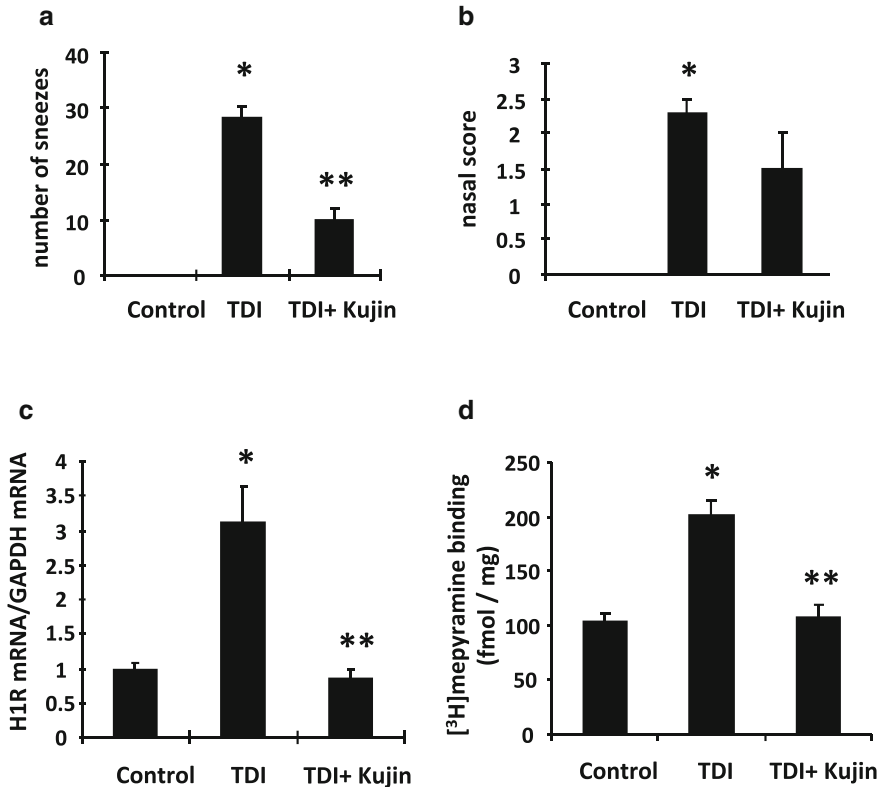 a
number of sneezes
40
30
20
10
0
*
**
Control TDI TDI+ Kujin
b
nasal score
3
2.5
2
1.5
1
0.5
0
*
Control TDI TDI+ Kujin
c
H1R mRNA/GAPDH mRNA
4
3.5
3
2.5
2
1.5
1
0.5
0
*
**
Control TDI TDI+ Kujin
d
[³H]mepyramine binding
(fmol / mg)
250
200
150
100
50
0
*
**
Control TDI TDI+ Kujin